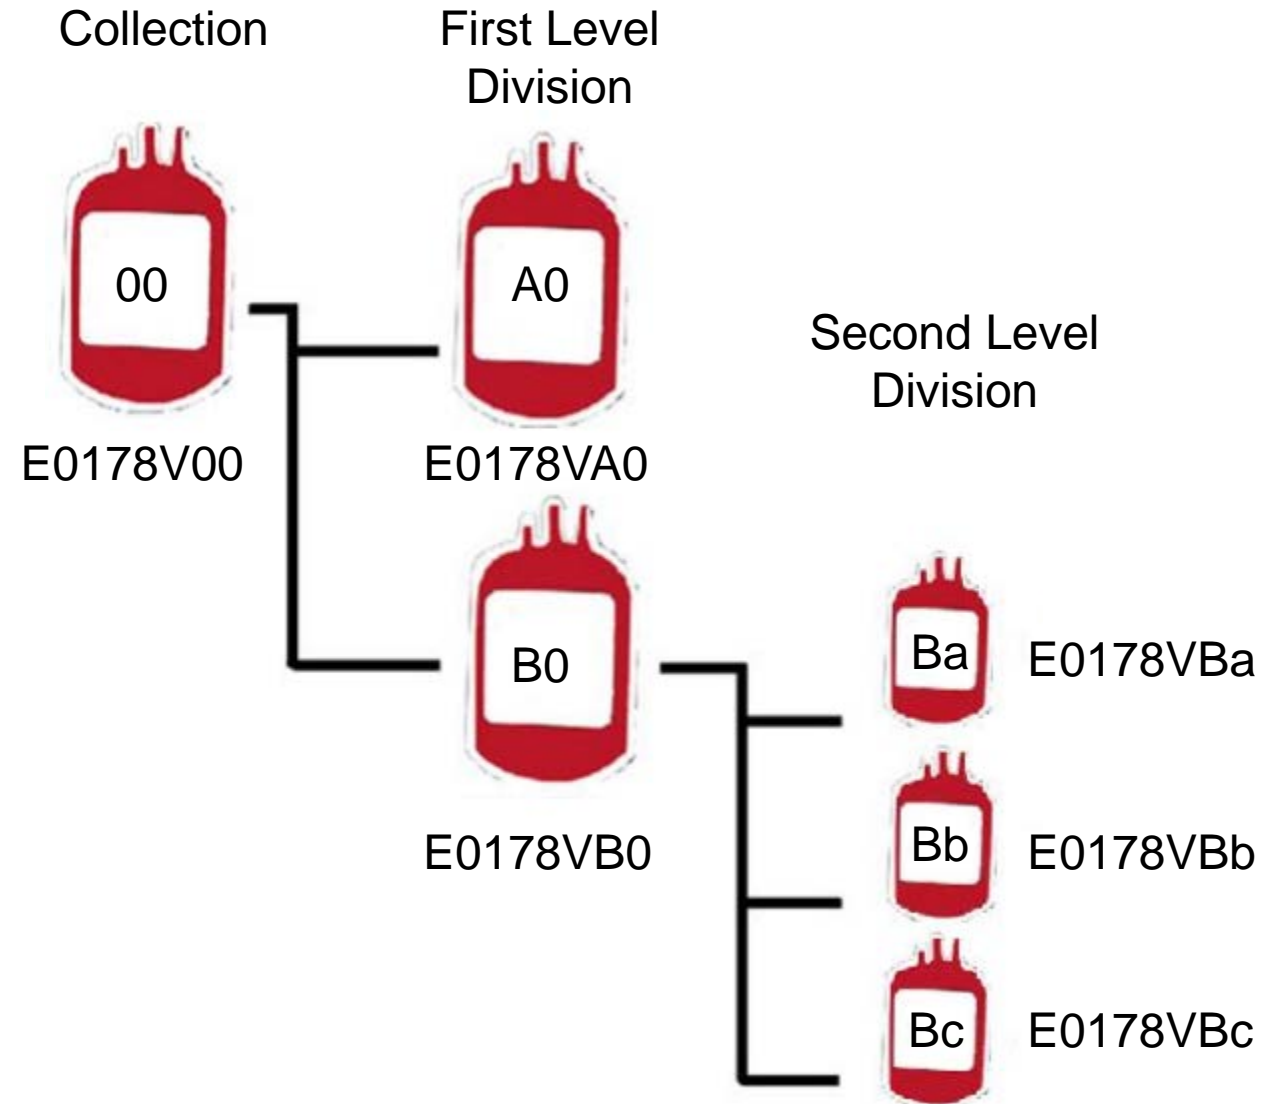 Collection
First Level
Division
00
A0
E0178V00
E0178VA0
Second Level
Division
B0
E0178VB0
Ba
E0178VBa
Bb
E0178VBb
Bc
E0178VBc